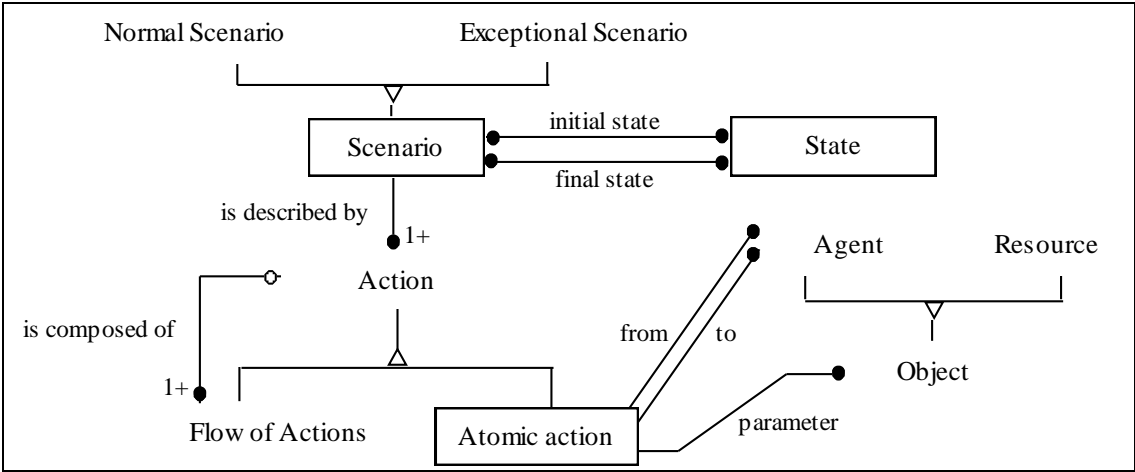 Normal Scenario
Exceptional Scenario
initial state
Scenario
State
final state
is described by
1+
Agent
Resource
Action
is composed of
from
to
Object
1+
parameter
Flow of Actions
Atomic action